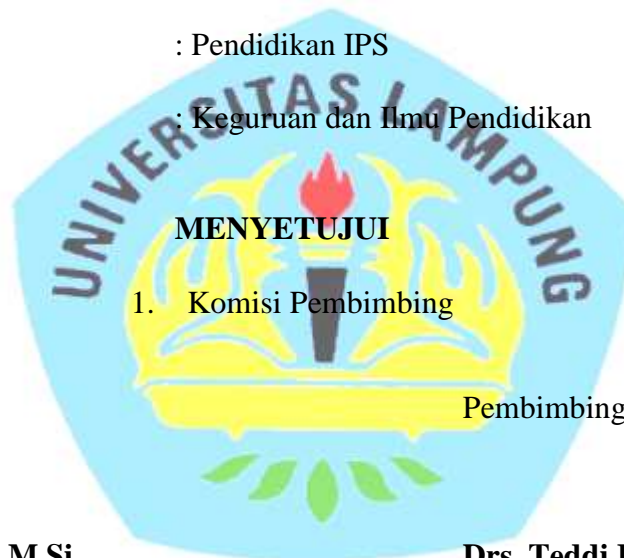 : Pendidikan IPS
: Keguruan dan Ilmu Pendidikan
UNIVERSITAS LAMPUNG
MENYETUJUI
1. Komisi Pembimbing
Pembimbing
M.Si
Drs. Teddi